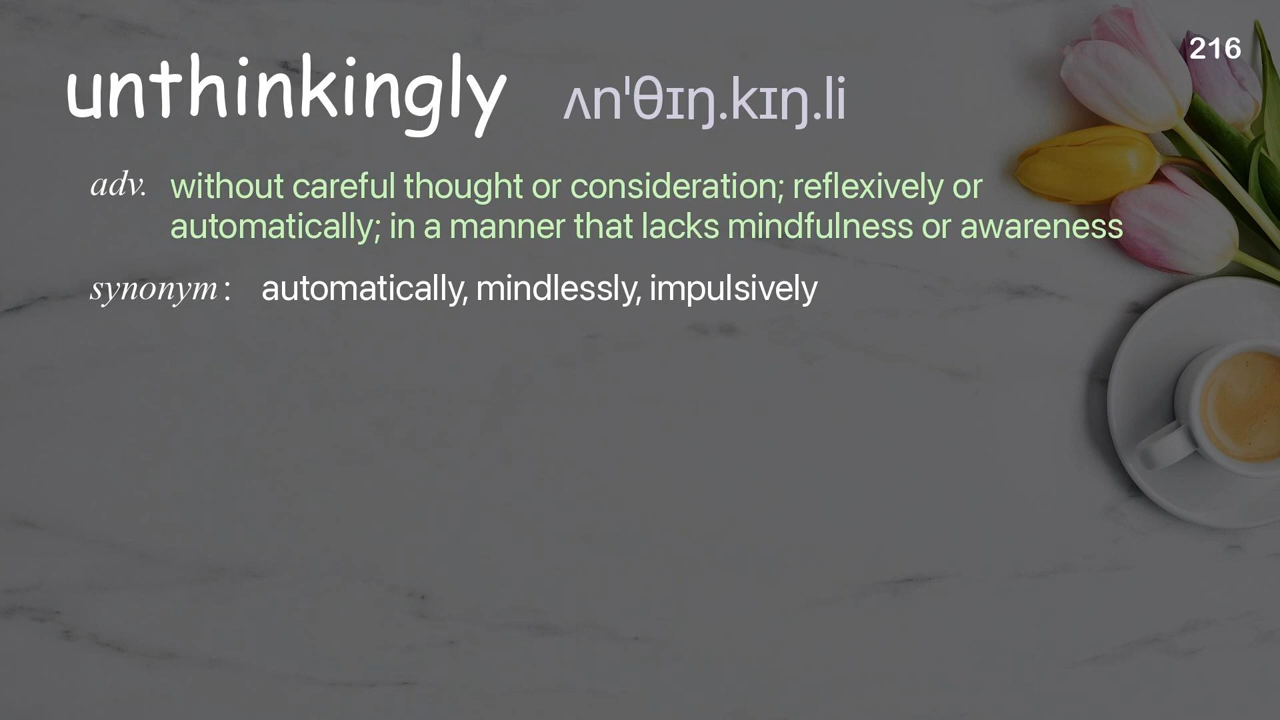 216
unthinkingly ʌn'θɪŋ.kɪŋ.li
adv. without careful thought or consideration; reflexively or
automatically; in a manner that lacks mindfulness or awareness
synonym : automatically, mindlessly, impulsively